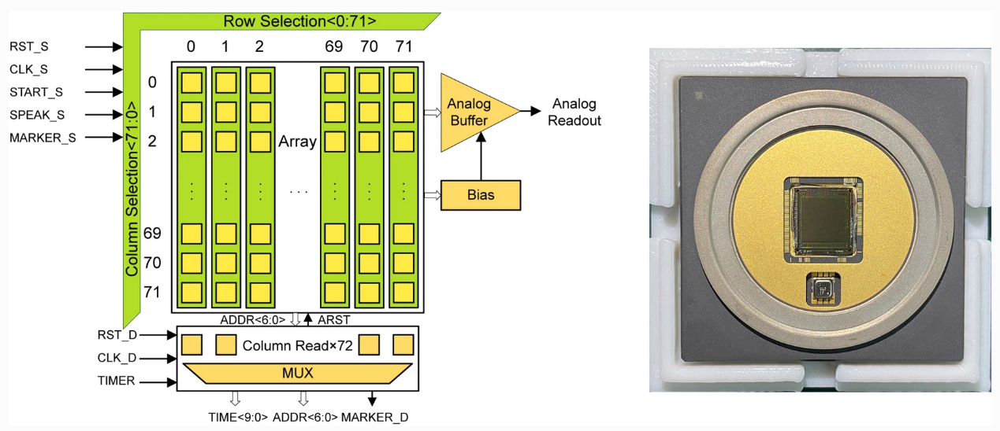 Row Selection<0:71>
RST_S
CLK_S
START_S
SPEAK_S
MARKER_S
Column Selection<71:0>
0 1 2 69 70 71
0
1
2
69
70
71
Array
. . .
Analog
Buffer
Analog
Readout
Bias
ADDR<6:0>
ARST
RST_D
CLK_D
TIMER
Column Read×72
MUX
TIME<9:0> ADDR<6:0> MARKER_D